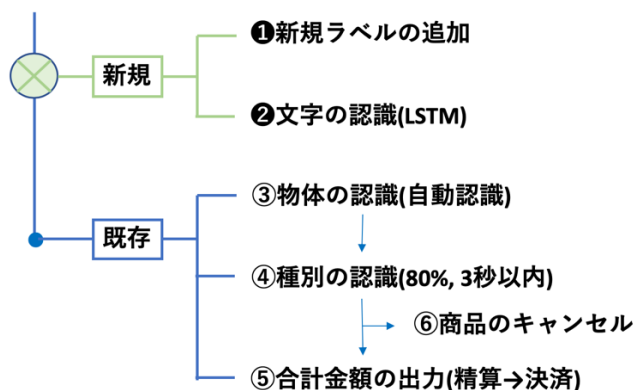 ❶新規ラベルの追加
新規
❷文字の認識(LSTM)
③物体の認識(自動認識)
既存
④種別の認識(80%, 3秒以内)
⑥商品のキャンセル
⑤合計金額の出力(精算→決済)